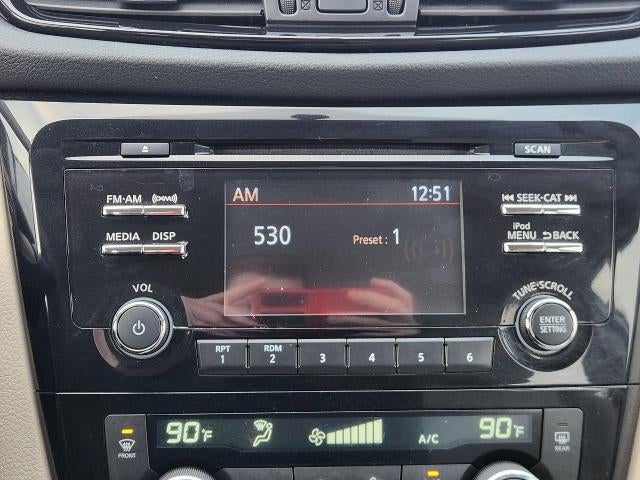 SCAN
FM·AM ((XM)) AM 12:51 SEEK·CAT
iPod
MEDIA DISP 530 Preset : 1 MENU BACK
VOL TUNE·SCROLL
ENTER
SETTING
RPT RDM
1 2 3 4 5 6
90°F A/C 90°F
FRONT REAR